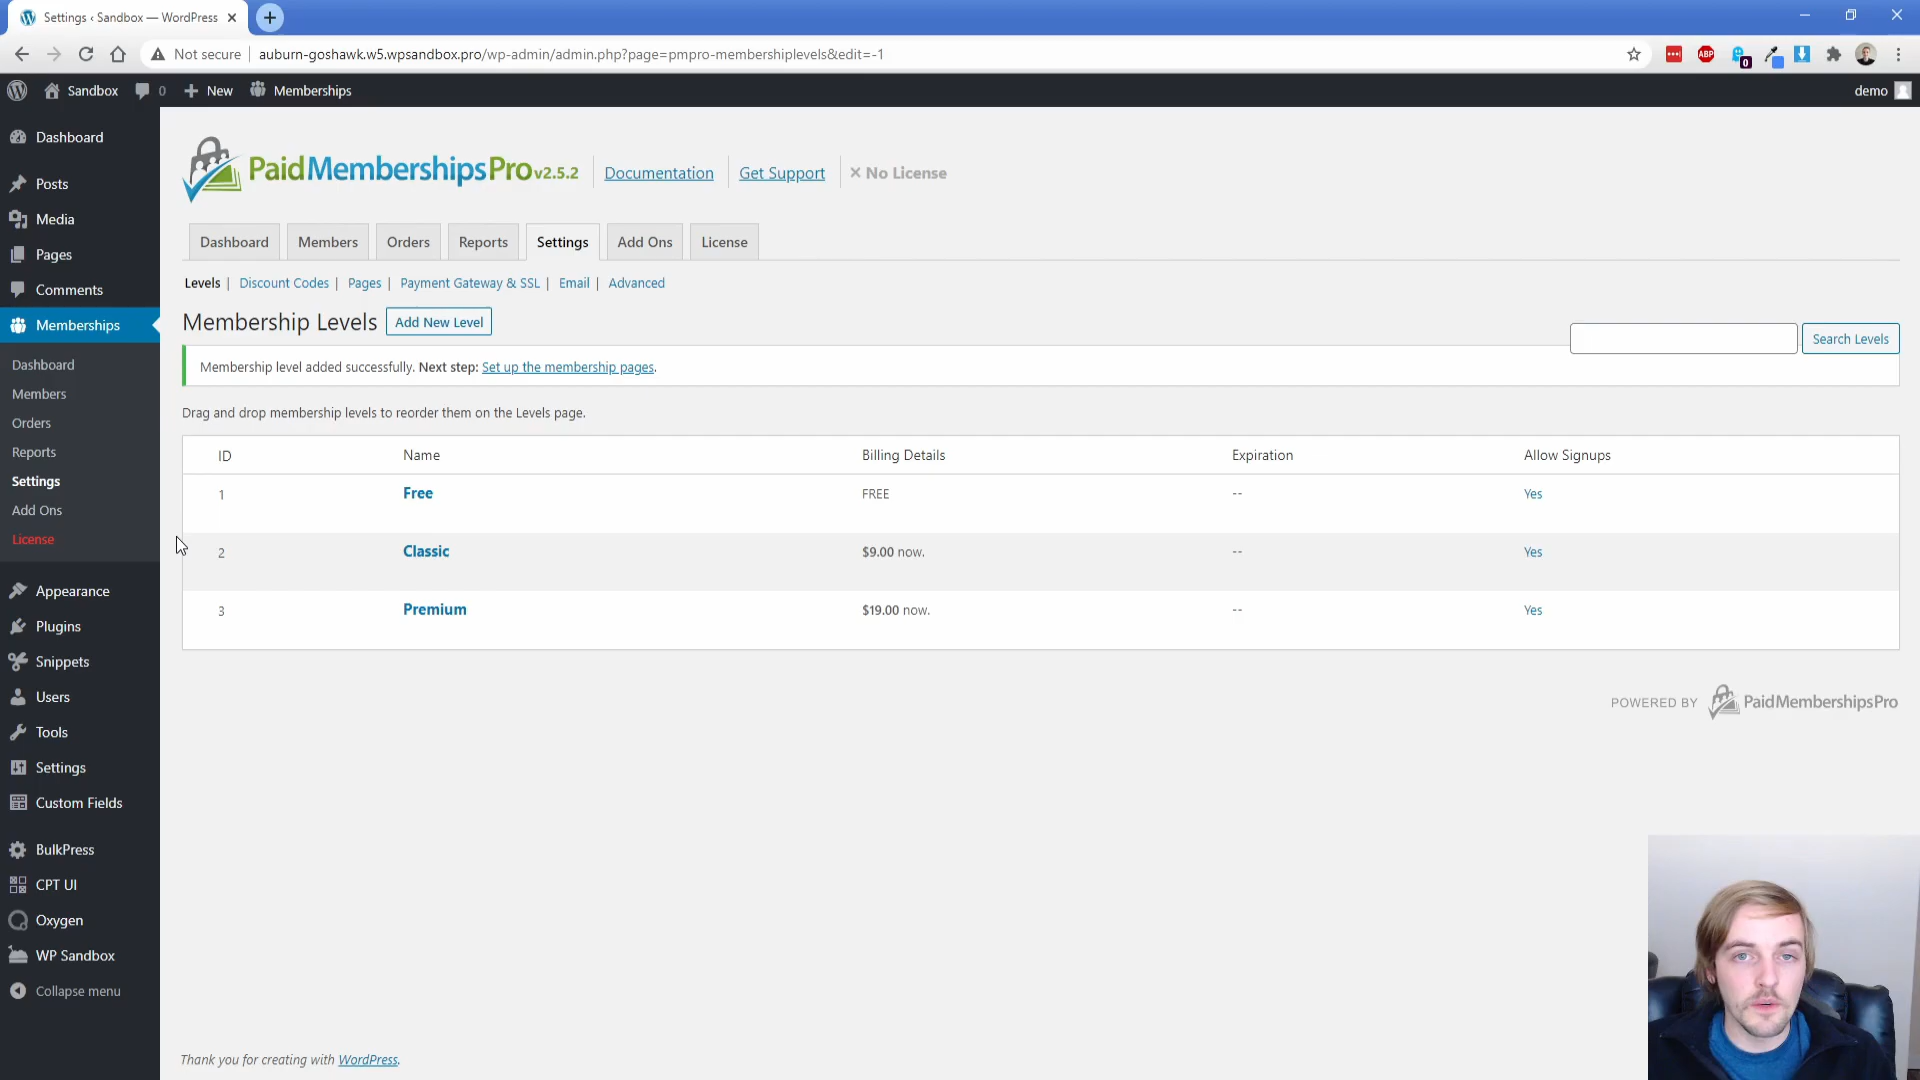 Settings ‹ Sandbox — WordPress
Not secure
auburn-goshawk.w5.wpsandbox.pro/wp-admin/admin.php?page=pmpro-membershiplevels&edit=-1
ABP
0
Sandbox
0
New
Memberships
demo
Dashboard
Posts
Media
Pages
Comments
Memberships
Dashboard
Members
Orders
Reports
Settings
Add Ons
License
Appearance
Plugins
Snippets
Users
Tools
Settings
Custom Fields
BulkPress
CPT UI
Oxygen
WP Sandbox
Collapse menu
PaidMembershipsPro v2.5.2
Documentation
Get Support
✕ No License
Dashboard
Members
Orders
Reports
Settings
Add Ons
License
Levels | Discount Codes | Pages | Payment Gateway & SSL | Email | Advanced
Membership Levels
Add New Level
Search Levels
Membership level added successfully. Next step: Set up the membership pages.
Drag and drop membership levels to reorder them on the Levels page.
ID Name Billing Details Expiration Allow Signups
1 Free FREE -- Yes
2 Classic $9.00 now. -- Yes
3 Premium $19.00 now. -- Yes
POWERED BY PaidMembershipsPro
Thank you for creating with WordPress.